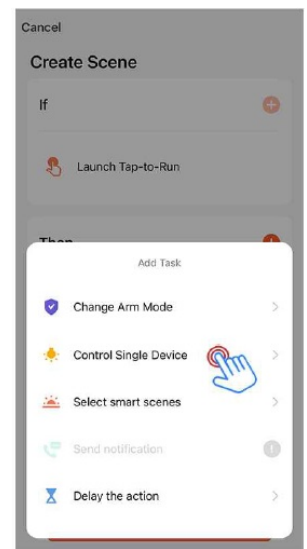 Cancel
Create Scene
If
Launch Tap-to-Run
Then
Add Task
Change Arm Mode
Control Single Device
Select smart scenes
Send notification
Delay the action